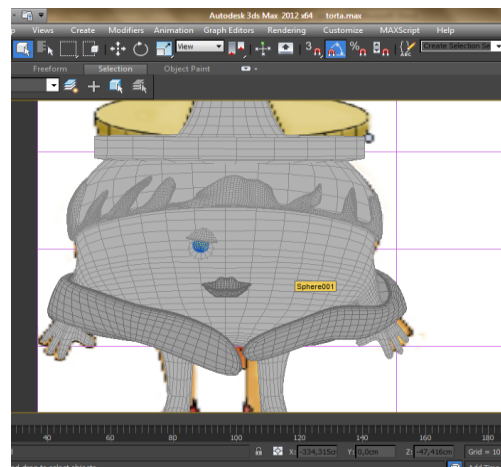 Autodesk 3ds Max 2012 x64 torta.max
Views Create Modifiers Animation Graph Editors Rendering Customize MAXScript Help
View 3 % Create Selection Se
Freeform Selection Object Paint
Sphere001
40 60 80 100 120 140 160 180
X: -334,315c Y: 0,0cm Z: -47,416cm Grid = 10